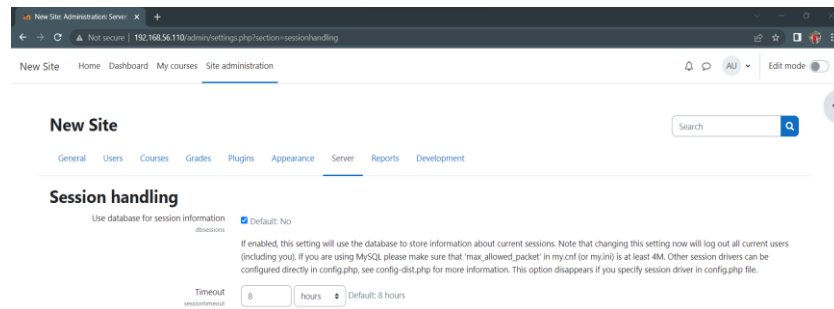 New Site: Administration: Server:
Not secure | 192.168.56.110/admin/settings.php?section=sessionhandling
New Site Home Dashboard My courses Site administration AU Edit mode
New Site
Search
General Users Courses Grades Plugins Appearance Server Reports Development
Session handling
Use database for session information Default: No
dbsessions
If enabled, this setting will use the database to store information about current sessions. Note that changing this setting now will log out all current users
(including you). If you are using MySQL please make sure that 'max_allowed_packet' in my.cnf (or my.ini) is at least 4M. Other session drivers can be
configured directly in config.php, see config-dist.php for more information. This option disappears if you specify session driver in config.php file.
Timeout 8 hours Default: 8 hours
sessiontimeout